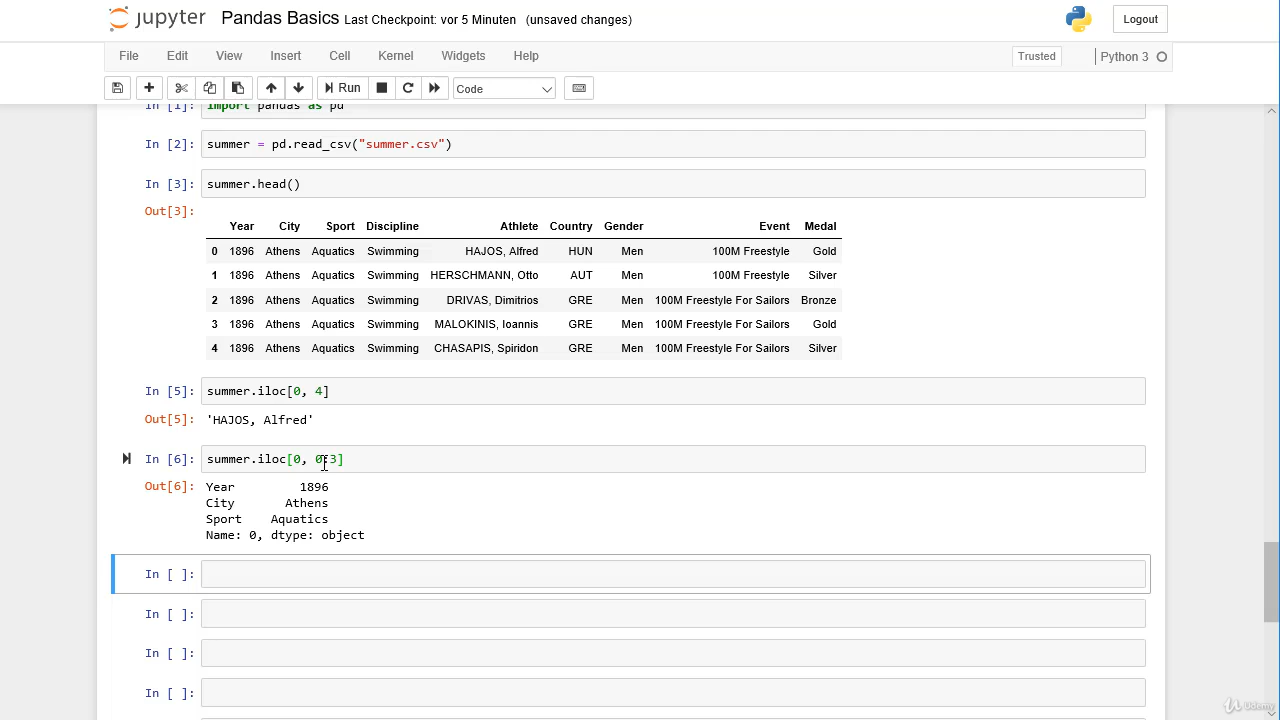 jupyter Pandas Basics Last Checkpoint: vor 5 Minuten (unsaved changes) Logout
File Edit View Insert Cell Kernel Widgets Help Trusted Python 3
Run Code
In [1]: import pandas as pd
In [2]: summer = pd.read_csv("summer.csv")
In [3]: summer.head()
Out[3]:
Year City Sport Discipline Athlete Country Gender Event Medal
0 1896 Athens Aquatics Swimming HAJOS, Alfred HUN Men 100M Freestyle Gold
1 1896 Athens Aquatics Swimming HERSCHMANN, Otto AUT Men 100M Freestyle Silver
2 1896 Athens Aquatics Swimming DRIVAS, Dimitrios GRE Men 100M Freestyle For Sailors Bronze
3 1896 Athens Aquatics Swimming MALOKINIS, Ioannis GRE Men 100M Freestyle For Sailors Gold
4 1896 Athens Aquatics Swimming CHASAPIS, Spiridon GRE Men 100M Freestyle For Sailors Silver
In [5]: summer.iloc[0, 4]
Out[5]: 'HAJOS, Alfred'
In [6]: summer.iloc[0, 0:3]
Out[6]: Year 1896
City Athens
Sport Aquatics
Name: 0, dtype: object
In [ ]:
In [ ]:
In [ ]:
In [ ]:
Udemy